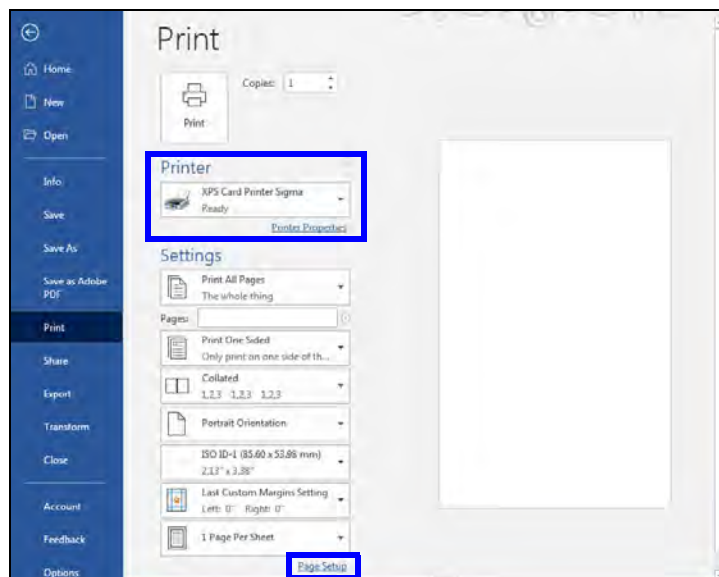 Print
Copies: 1
Print
Home
New
Open
Info
Save
Save As
Save as Adobe
PDF
Print
Share
Export
Transform
Close
Account
Feedback
Options
Printer
XPS Card Printer Sigma
Ready
Printer Properties
Settings
Print All Pages
The whole thing
Pages:
Print One Sided
Only print on one side of th...
Collated
1,2,3 1,2,3 1,2,3
Portrait Orientation
ISO ID-1 (85.60 x 53.98 mm)
2.13" x 3.38"
Last Custom Margins Setting
Left: 0" Right: 0"
1 Page Per Sheet
Page Setup